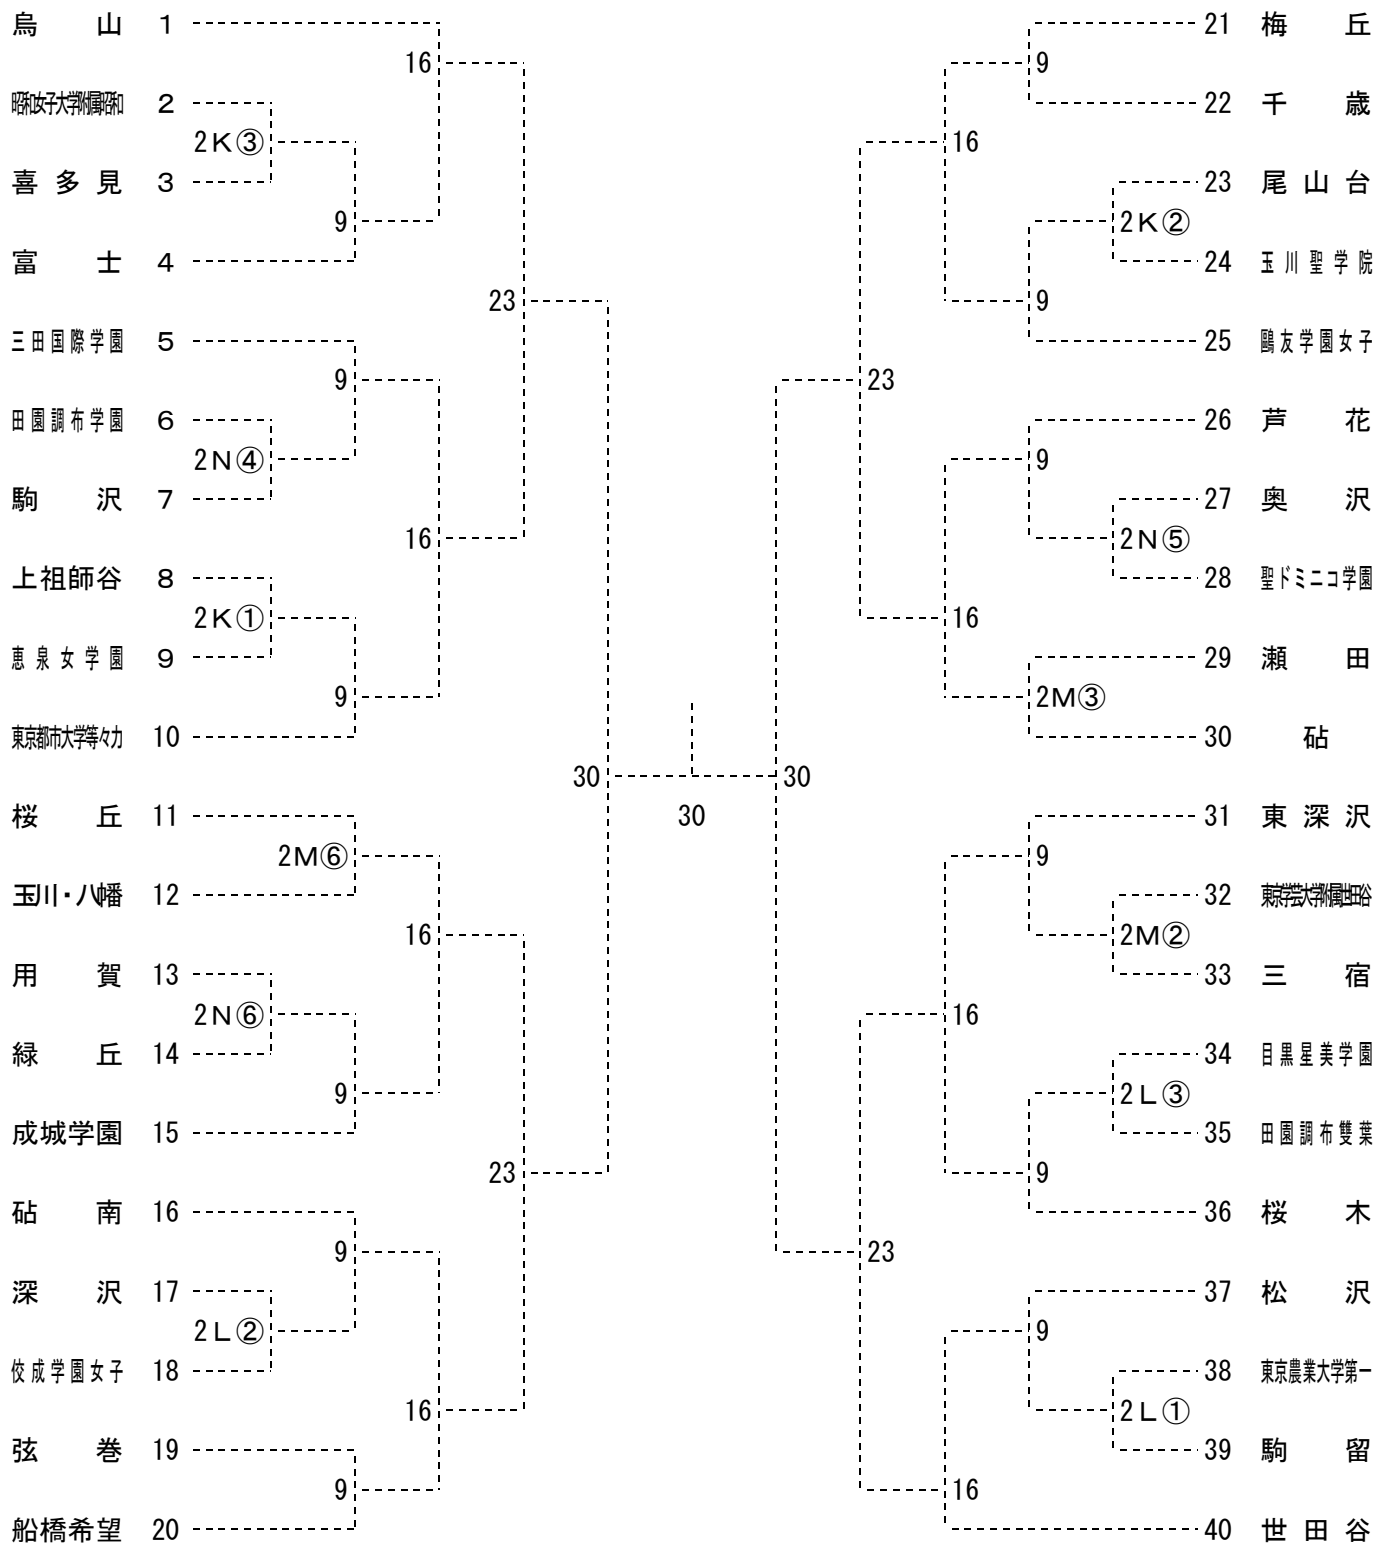 烏山 1
16
昭和女子大学附属昭和 2
2K③
喜多見 3
9
富士 4
23
三田国際学園 5
9
田園調布学園 6
2N④
駒沢 7
16
上祖師谷 8
2K①
恵泉女学園 9
9
東京都市大学等々力 10
30
桜丘 11
2M⑥
玉川・八幡 12
16
用賀 13
2N⑥
緑丘 14
9
成城学園 15
23
砧南 16
9
深沢 17
2L②
佼成学園女子 18
16
弦巻 19
9
船橋希望 20
30
21 梅丘
9
22 千歳
16
23 尾山台
2K②
24 玉川聖学院
9
25 鷗友学園女子
23
26 芦花
9
27 奥沢
2N⑤
28 聖ドミニコ学園
16
29 瀬田
2M③
30 砧
30
31 東深沢
9
32 東京学芸大学附属世田谷
2M②
33 三宿
16
34 目黒星美学園
2L③
35 田園調布雙葉
9
36 桜木
23
37 松沢
9
38 東京農業大学第一
2L①
39 駒留
16
40 世田谷